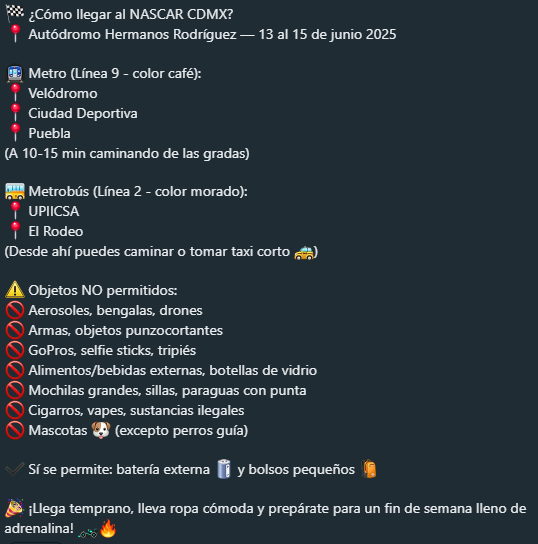 🏁 ¿Cómo llegar al NASCAR CDMX?
📍 Autódromo Hermanos Rodríguez — 13 al 15 de junio 2025
🚇 Metro (Línea 9 - color café):
📍 Velódromo
📍 Ciudad Deportiva
📍 Puebla
(A 10-15 min caminando de las gradas)
🚌 Metrobús (Línea 2 - color morado):
📍 UPIICSA
📍 El Rodeo
(Desde ahí puedes caminar o tomar taxi corto 🚕)
⚠️ Objetos NO permitidos:
🚫 Aerosoles, bengalas, drones
🚫 Armas, objetos punzocortantes
🚫 GoPros, selfie sticks, tripiés
🚫 Alimentos/bebidas externas, botellas de vidrio
🚫 Mochilas grandes, sillas, paraguas con punta
🚫 Cigarros, vapes, sustancias ilegales
🚫 Mascotas 🐶 (excepto perros guía)
✔️ Sí se permite: batería externa 🔋 y bolsos pequeños 🎒
🎉 ¡Llega temprano, lleva ropa cómoda y prepárate para un fin de semana lleno de
adrenalina! 🏎️🔥